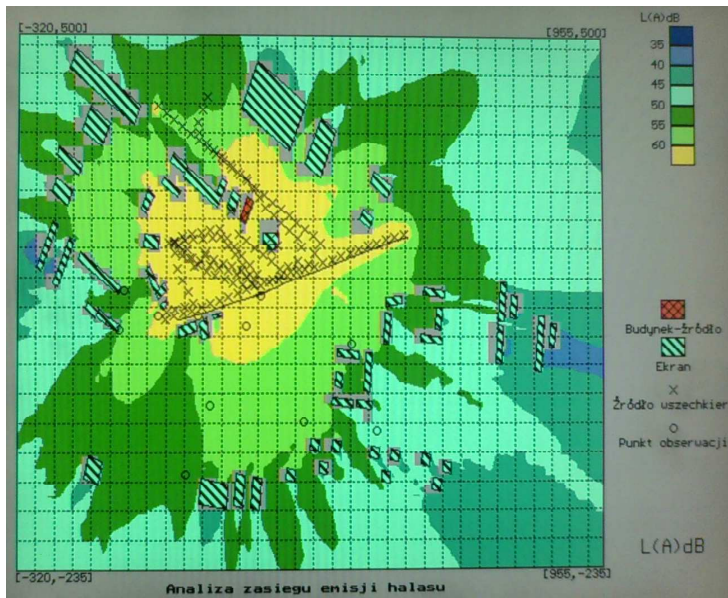 [-320,500]
[955,500]
L(A)dB
35
40
45
50
55
60
Budynek-źródło
Ekran
Źródło wszechkier
Punkt obserwacji
L(A)dB
[-320,-235]
[955,-235]
Analiza zasiegu emisji halasu